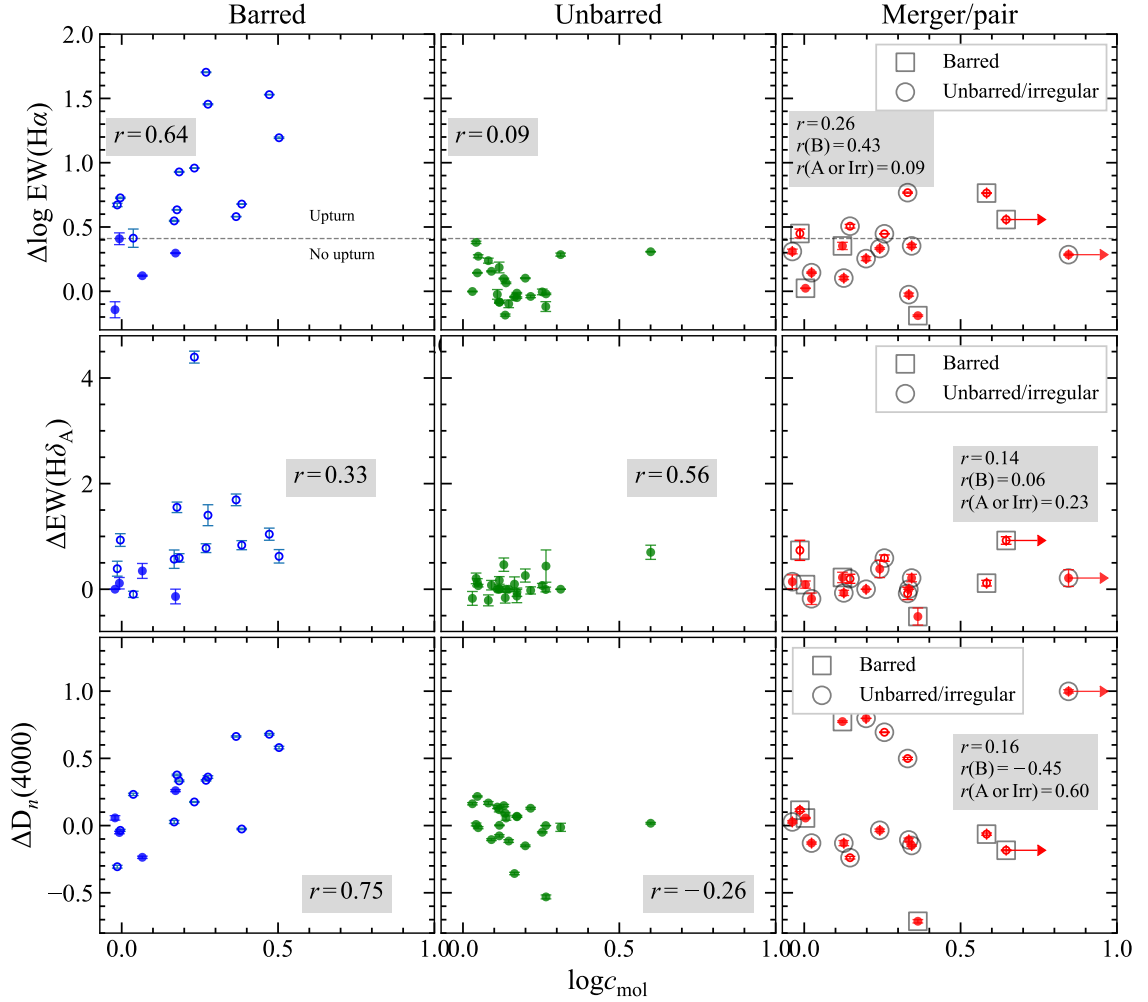 Barred
Unbarred
Merger/pair
2.0
1.5
1.0
0.5
0.0
Δlog EW(Hα)
r=0.64
Upturn
No upturn
r=0.09
Barred
Unbarred/irregular
r=0.26
r(B)=0.43
r(A or Irr)=0.09
4
2
0
ΔEW(Hδ_A)
r=0.33
r=0.56
Barred
Unbarred/irregular
r=0.14
r(B)=0.06
r(A or Irr)=0.23
1.0
0.5
0.0
−0.5
ΔD_n(4000)
r=0.75
r=−0.26
Barred
Unbarred/irregular
r=0.16
r(B)=−0.45
r(A or Irr)=0.60
0.0 0.5 1.0 0.0 0.5 1.0 0.0 0.5 1.0
logc_mol